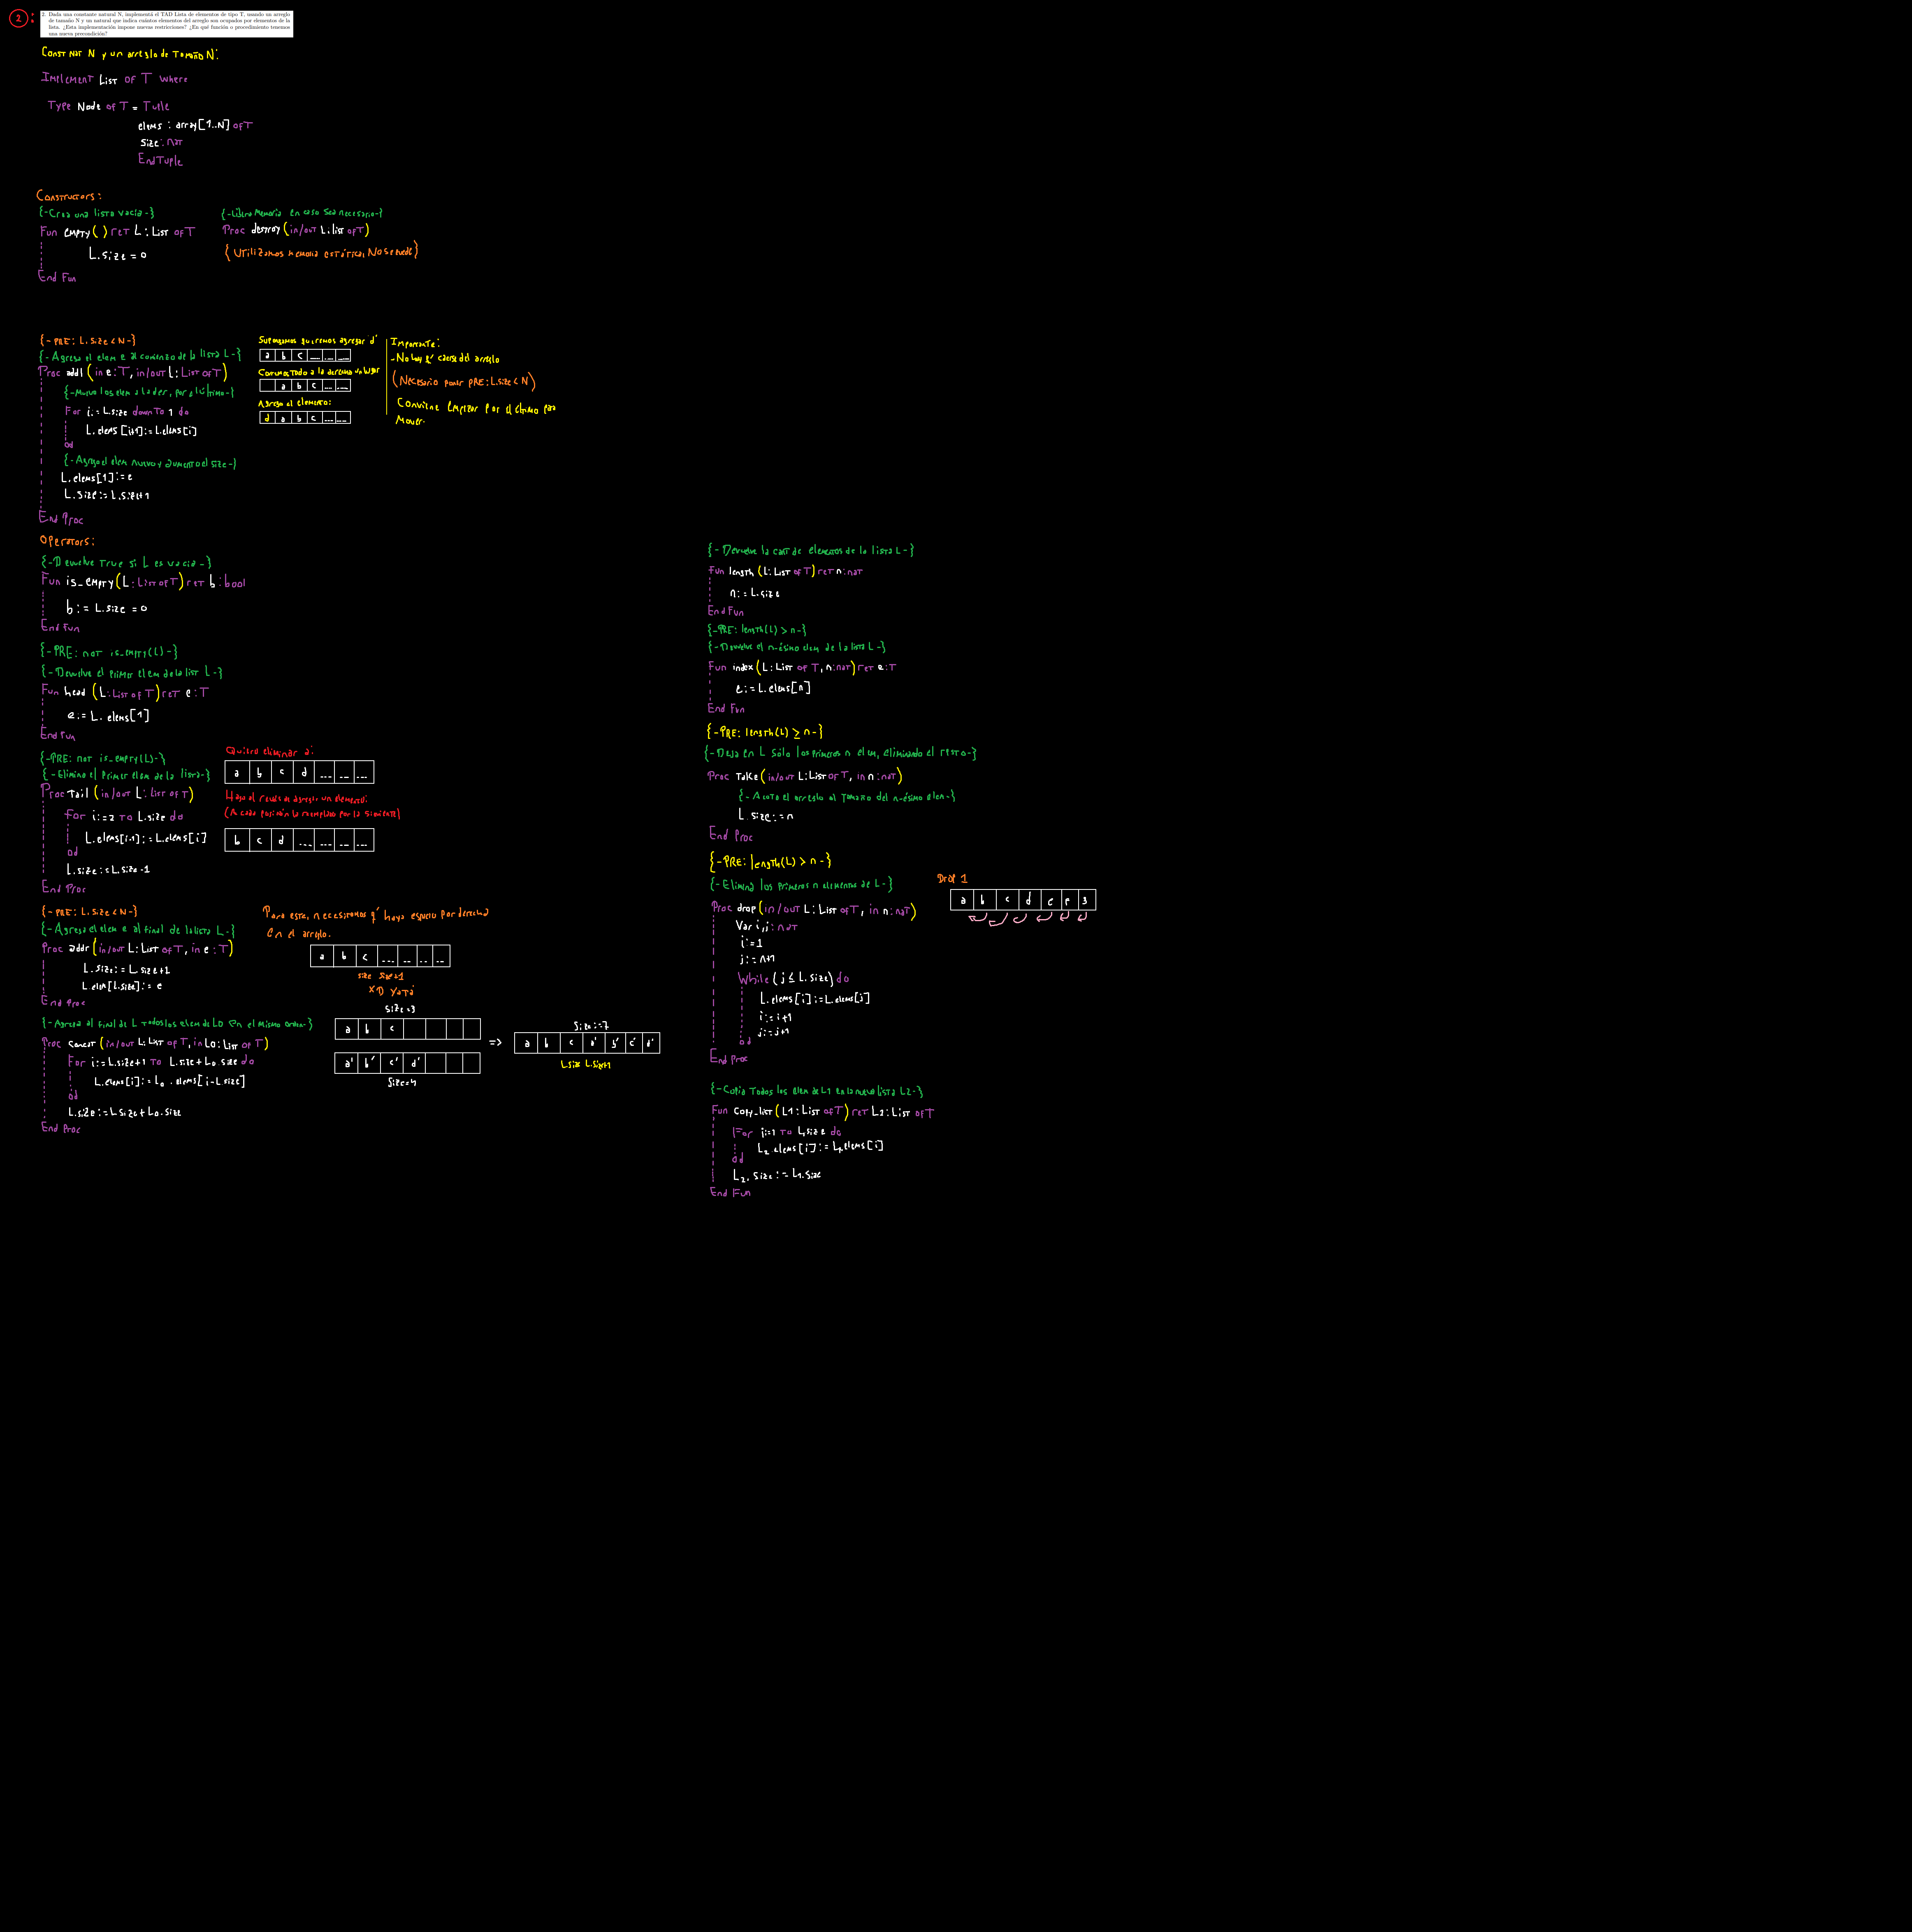 2:
2. Dada una constante natural N, implementá el TAD Lista de elementos de tipo T, usando un arreglo
de tamaño N y un natural que indica cuántos elementos del arreglo son ocupados por elementos de la
lista. ¿Esta implementación impone nuevas restricciones? ¿En qué función o procedimiento tenemos
una nueva precondición?
Const nat N y un arreglo de Tamaño N:
Implement List of T where
Type Node of T = Tuple
elems : array[1..N] of T
size : nat
End Tuple
Constructors:
{-Crea una lista vacia-}
Fun empty( ) ret L : List of T
L.size = 0
End Fun
{-Libera Memoria en caso sea necesario-}
Proc destroy (in/out L: list of T)
{ Utilizamos memoria estática, No se puede }
{- PRE: L.size < N -}
{- Agrega el elem e al comienzo de la lista L -}
Proc addl (in e : T, in/out L : List of T)
{-Muevo los elem a la der, por el último-}
For i := L.size downTo 1 do
L.elems[i+1] := L.elems[i]
od
{-Agrego el elem nuevo y aumento el size-}
L.elems[1] := e
L.size := L.size+1
End Proc
Supongamos queremos agregar d'
a b c ... ... ...
Corremos Todo a la derecha un lugar
a b c ... ...
Agrego el elemento:
d a b c ... ...
Importante:
- No hay q' caerse del arreglo
(Necesario poner PRE: L.size < N)
Conviene Empezar por el último para
Mover.
Operators:
{-Devuelve True si L es vacia-}
Fun is_empty(L : List of T) ret b : bool
b := L.size = 0
End Fun
{-PRE: not is_empty(L)-}
{-Devuelve el primer elem de la list L-}
Fun head (L : List of T) ret e : T
e := L.elems[1]
End Fun
{-PRE: not is_empty(L)-}
{-Elimina el Primer elem de la lista-}
Proc tail (in/out L : list of T)
For i := 2 to L.size do
L.elems[i-1] := L.elems[i]
od
L.size := L.size-1
End Proc
Quiero eliminar a:
a b c d ... ... ...
Hago el revés de agregar un elemento:
(A cada posición la reemplazo por la siguiente)
b c d ... ... ... ...
{- PRE: L.size < N -}
{-Agrega el elem e al final de la lista L-}
Proc addr (in/out L : List of T, in e : T)
L.size := L.size+1
L.elem[L.size] := e
End Proc
Para este, necesitamos q' haya espacio por derecha
en el arreglo.
a b c ... ... ... ...
size size+1
XD Yatá
{-Agrega al final de L Todos los elem de L0 en el mismo orden-}
Proc concat (in/out L : List of T, in L0 : List of T)
For i := L.size+1 to L.size+L0.size do
L.elems[i] := L0.elems[i-L.size]
od
L.size := L.size + L0.size
End Proc
size=3
a b c
a' b' c' d'
Size=4
=>
Size:=7
a b c a' b' c' d'
L.size L.size+1
{-Devuelve la cant de elementos de la lista L-}
Fun length (L : List of T) ret n : nat
n := L.size
End Fun
{-PRE: length(L) > n-}
{-Devuelve el n-ésimo elem de la lista L-}
Fun index (L : List of T, n : nat) ret e : T
e := L.elems[n]
End Fun
{-PRE: length(L) ≥ n-}
{-Deja en L Sólo los primeros n elem, eliminando el resto-}
Proc Take (in/out L : List of T, in n : nat)
{-Acoto el arreglo al Tamaño del n-ésimo elem-}
L.size := n
End Proc
{-PRE: length(L) > n-}
{-Elimina los primeros n elementos de L-}
Proc drop (in/out L : List of T, in n : nat)
Var i,j : nat
i := 1
j := n+1
While (j ≤ L.size) do
L.elems[i] := L.elems[j]
i := i+1
j := j+1
od
End Proc
Drop 1
a b c d e f g
{-Copia Todos los elem de L1 en la nueva lista L2-}
Fun Copy_list (L1 : List of T) ret L2 : List of T
For i:=1 to L1.size do
L2.elems[i] := L1.elems[i]
od
L2.size := L1.size
End Fun